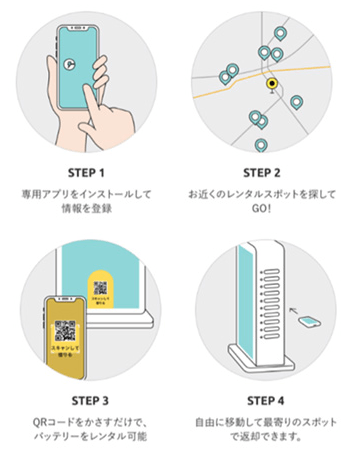 STEP 1
専用アプリをインストールして
情報を登録
STEP 2
お近くのレンタルスポットを探して
GO!
スキャンして
借りる
スキャンして
借りる
STEP 3
QRコードをかさすだけで、
バッテリーをレンタル可能
STEP 4
自由に移動して最寄りのスポット
で返却できます。